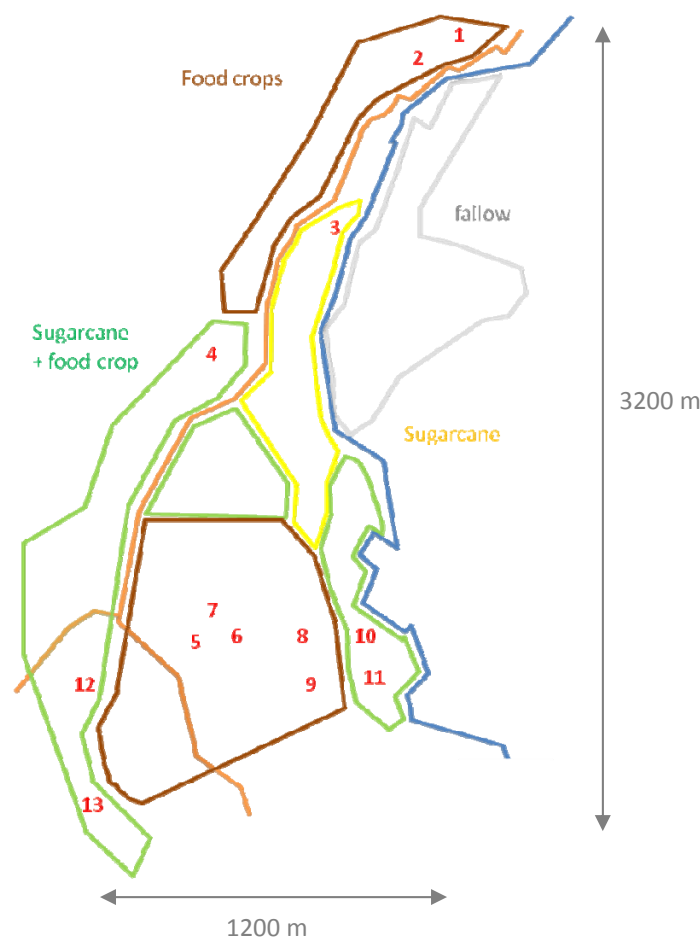 1
2
Food crops
fallow
3
Sugarcane
+ food crop
4
3200 m
Sugarcane
7
5
6
8
10
9
11
12
13
1200 m